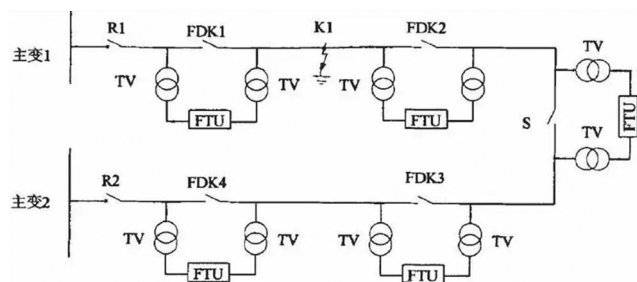 R1 FDK1 K1 FDK2
主变1
TV TV TV TV
FTU FTU
S FTU
TV
R2 FDK4 FDK3
主变2
TV TV TV TV
FTU FTU